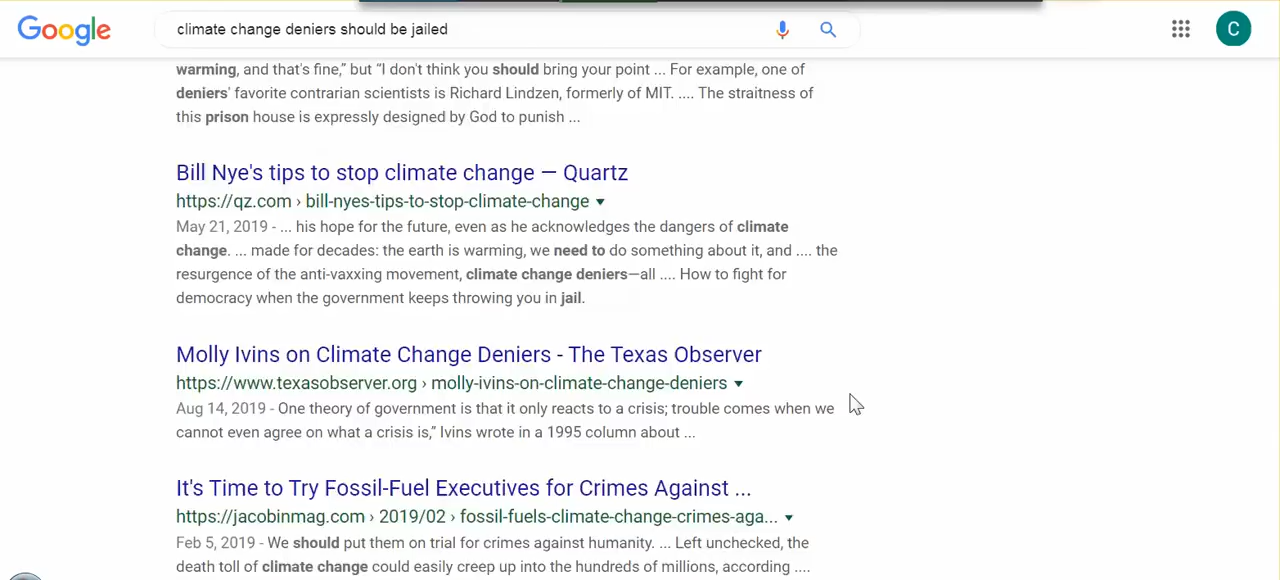 Google
climate change deniers should be jailed
C
warming, and that's fine,” but “I don't think you should bring your point ... For example, one of
deniers' favorite contrarian scientists is Richard Lindzen, formerly of MIT. .... The straitness of
this prison house is expressly designed by God to punish ...
Bill Nye's tips to stop climate change — Quartz
https://qz.com › bill-nyes-tips-to-stop-climate-change
May 21, 2019 - ... his hope for the future, even as he acknowledges the dangers of climate
change. ... made for decades: the earth is warming, we need to do something about it, and .... the
resurgence of the anti-vaxxing movement, climate change deniers—all .... How to fight for
democracy when the government keeps throwing you in jail.
Molly Ivins on Climate Change Deniers - The Texas Observer
https://www.texasobserver.org › molly-ivins-on-climate-change-deniers
Aug 14, 2019 - One theory of government is that it only reacts to a crisis; trouble comes when we
cannot even agree on what a crisis is,” Ivins wrote in a 1995 column about ...
It's Time to Try Fossil-Fuel Executives for Crimes Against ...
https://jacobinmag.com › 2019/02 › fossil-fuels-climate-change-crimes-aga...
Feb 5, 2019 - We should put them on trial for crimes against humanity. ... Left unchecked, the
death toll of climate change could easily creep up into the hundreds of millions, according ....